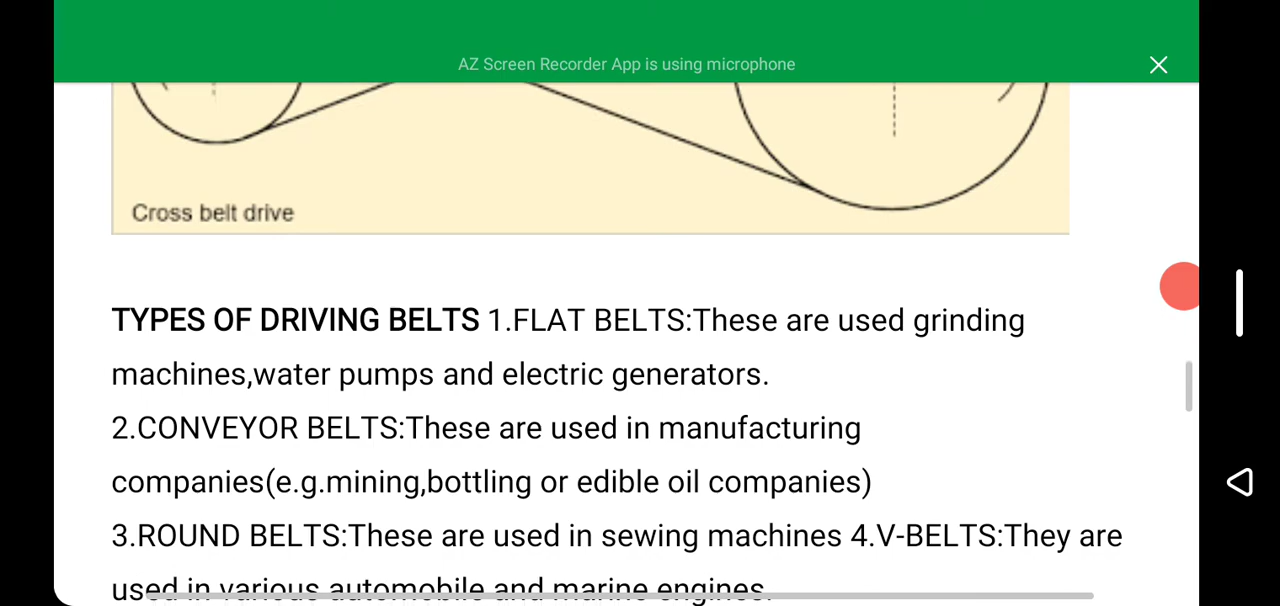 AZ Screen Recorder App is using microphone
Cross belt drive
TYPES OF DRIVING BELTS 1.FLAT BELTS:These are used grinding
machines,water pumps and electric generators.
2.CONVEYOR BELTS:These are used in manufacturing
companies(e.g.mining,bottling or edible oil companies)
3.ROUND BELTS:These are used in sewing machines 4.V-BELTS:They are
used in various automobile and marine engines.